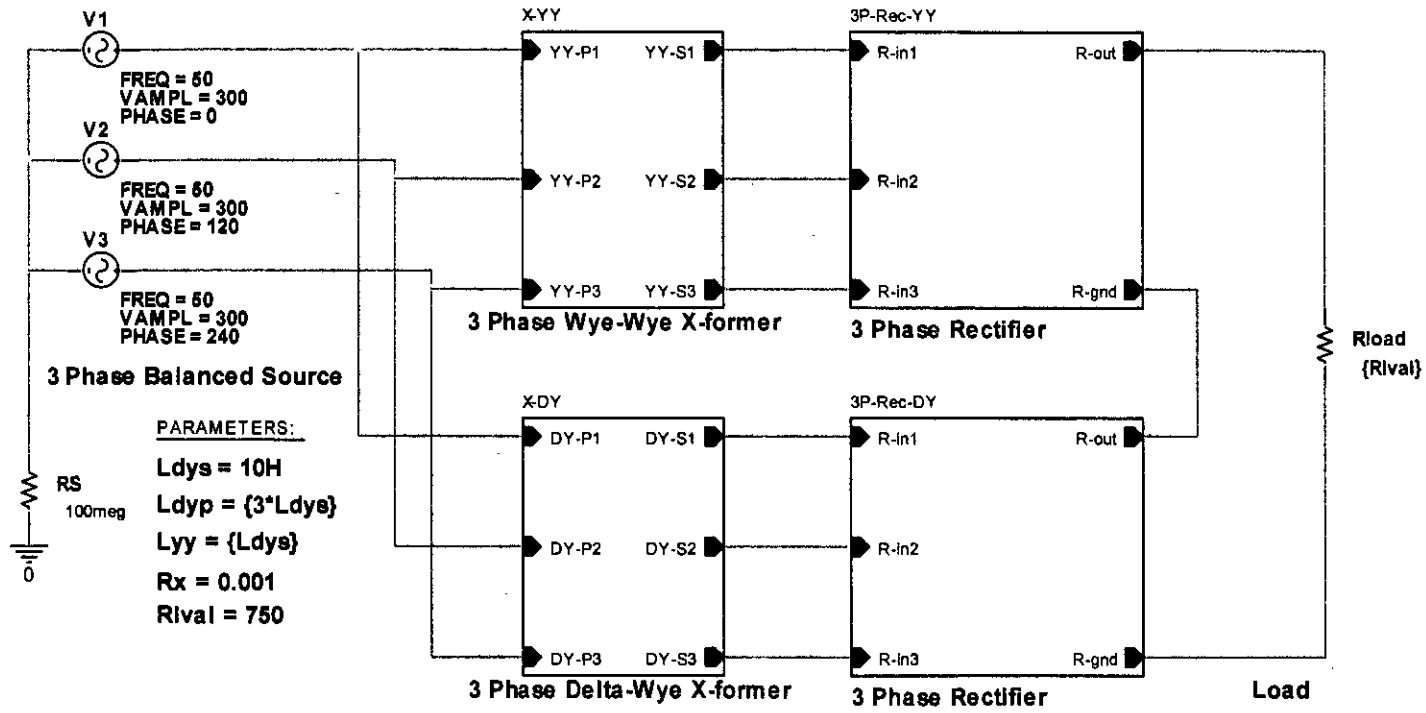 V1
FREQ = 50
VAMPL = 300
PHASE = 0
V2
FREQ = 50
VAMPL = 300
PHASE = 120
V3
FREQ = 50
VAMPL = 300
PHASE = 240
3 Phase Balanced Source
RS
100meg
0
PARAMETERS:
Ldys = 10H
Ldyp = {3*Ldys}
Lyy = {Ldys}
Rx = 0.001
Rlval = 750
X-YY
YY-P1 YY-S1
YY-P2 YY-S2
YY-P3 YY-S3
3 Phase Wye-Wye X-former
3P-Rec-YY
R-in1 R-out
R-in2
R-in3 R-gnd
3 Phase Rectifier
X-DY
DY-P1 DY-S1
DY-P2 DY-S2
DY-P3 DY-S3
3 Phase Delta-Wye X-former
3P-Rec-DY
R-in1 R-out
R-in2
R-in3 R-gnd
3 Phase Rectifier
Rload
{Rlval}
Load